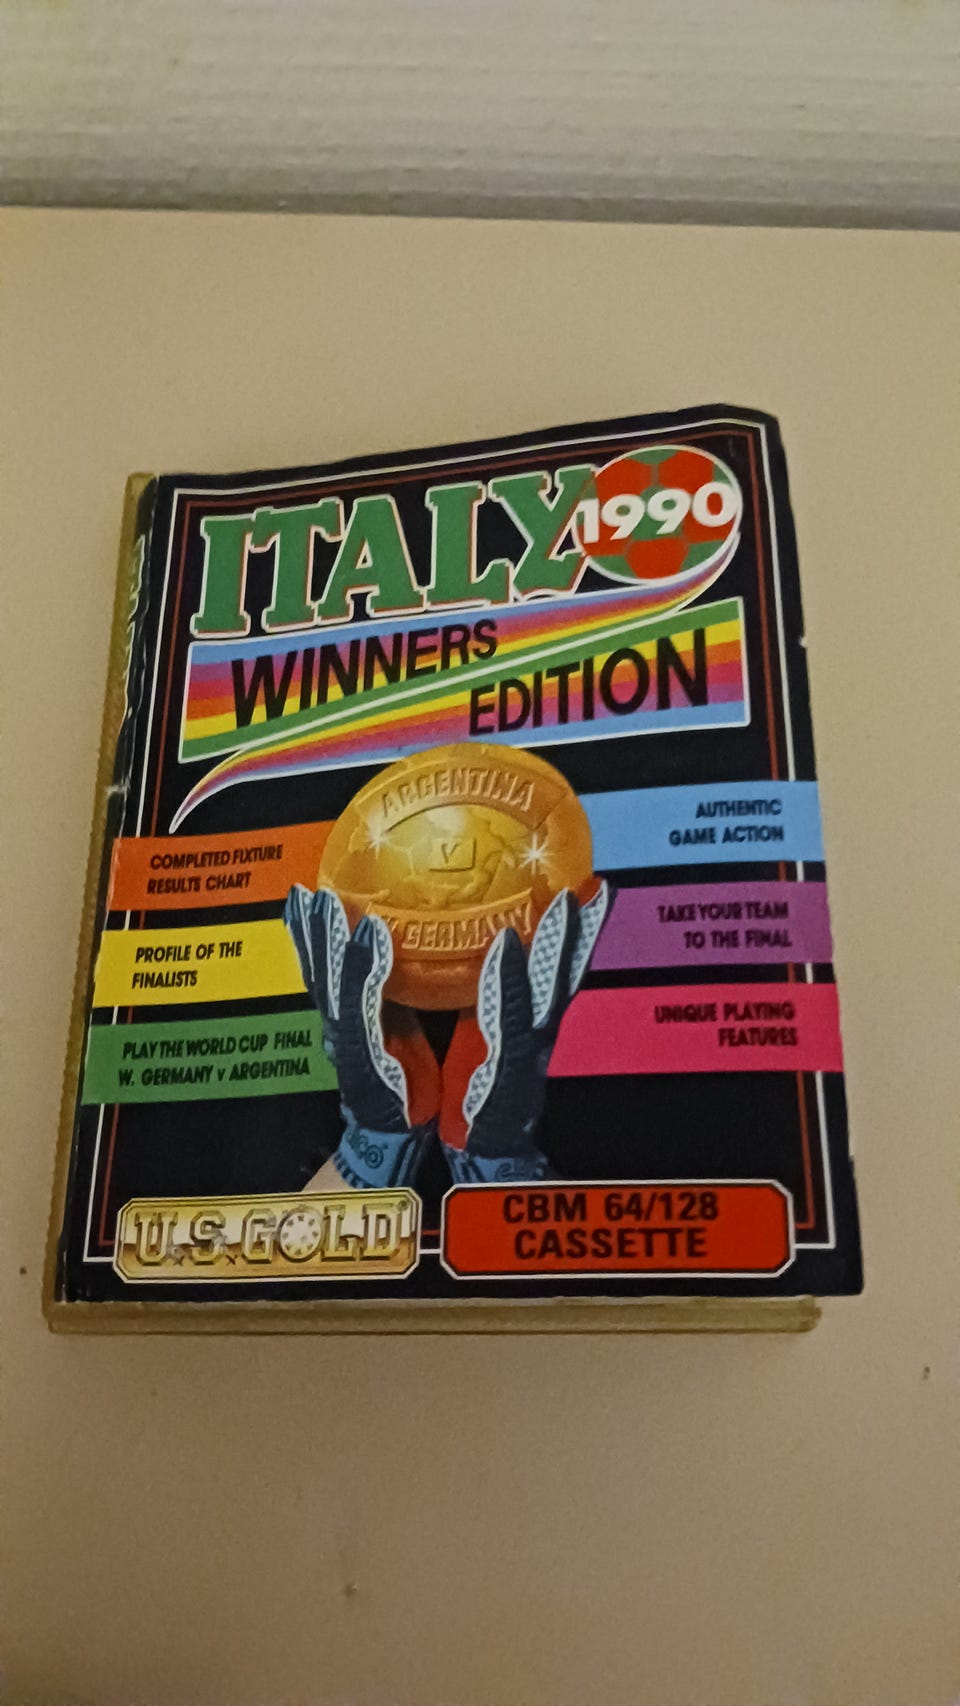 ITALY 1990
WINNERS
EDITION
ARGENTINA
V
GERMANY
COMPLETED FIXTURE
RESULTS CHART
PROFILE OF THE
FINALISTS
PLAY THE WORLD CUP FINAL
W. GERMANY v ARGENTINA
AUTHENTIC
GAME ACTION
TAKE YOUR TEAM
TO THE FINAL
UNIQUE PLAYING
FEATURES
U.S. GOLD®
CBM 64/128
CASSETTE